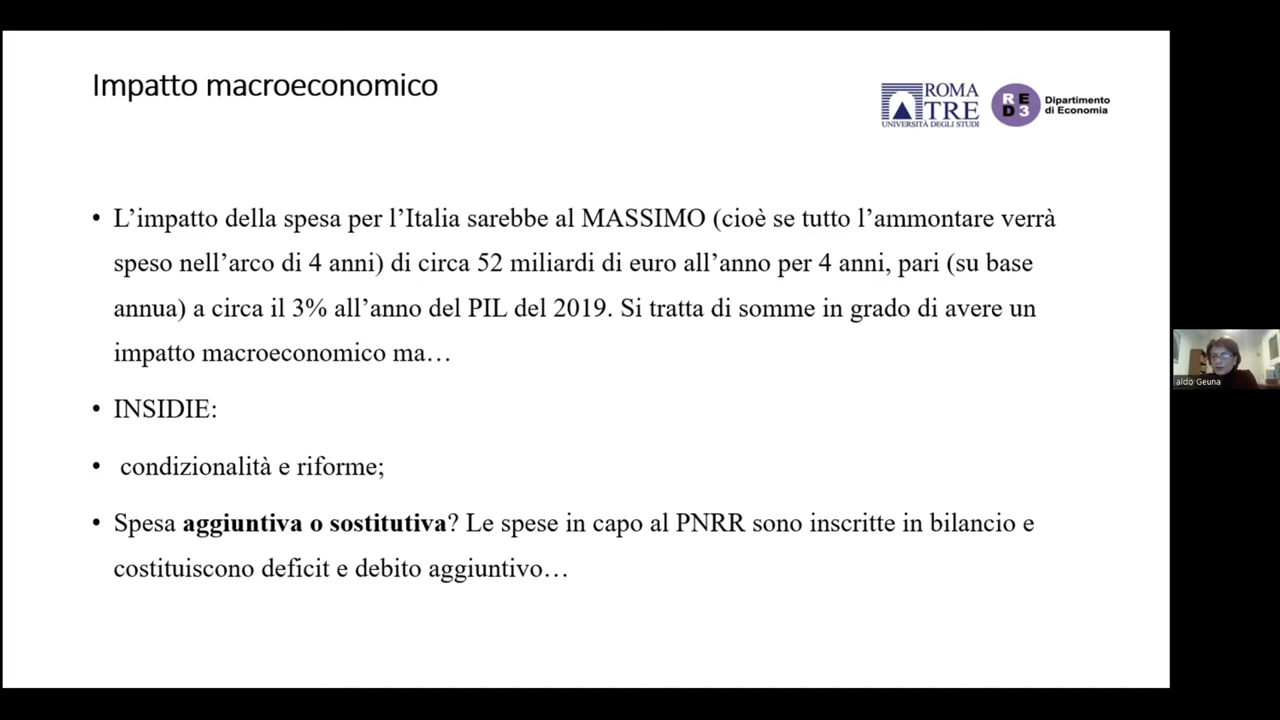 Impatto macroeconomico
ROMA
TRE
UNIVERSITÀ DEGLI STUDI
R E
D 3
Dipartimento
di Economia
• L’impatto della spesa per l’Italia sarebbe al MASSIMO (cioè se tutto l’ammontare verrà
speso nell’arco di 4 anni) di circa 52 miliardi di euro all’anno per 4 anni, pari (su base
annua) a circa il 3% all’anno del PIL del 2019. Si tratta di somme in grado di avere un
impatto macroeconomico ma…
• INSIDIE:
• condizionalità e riforme;
• Spesa aggiuntiva o sostitutiva? Le spese in capo al PNRR sono inscritte in bilancio e
costituiscono deficit e debito aggiuntivo…
aldo Geuna